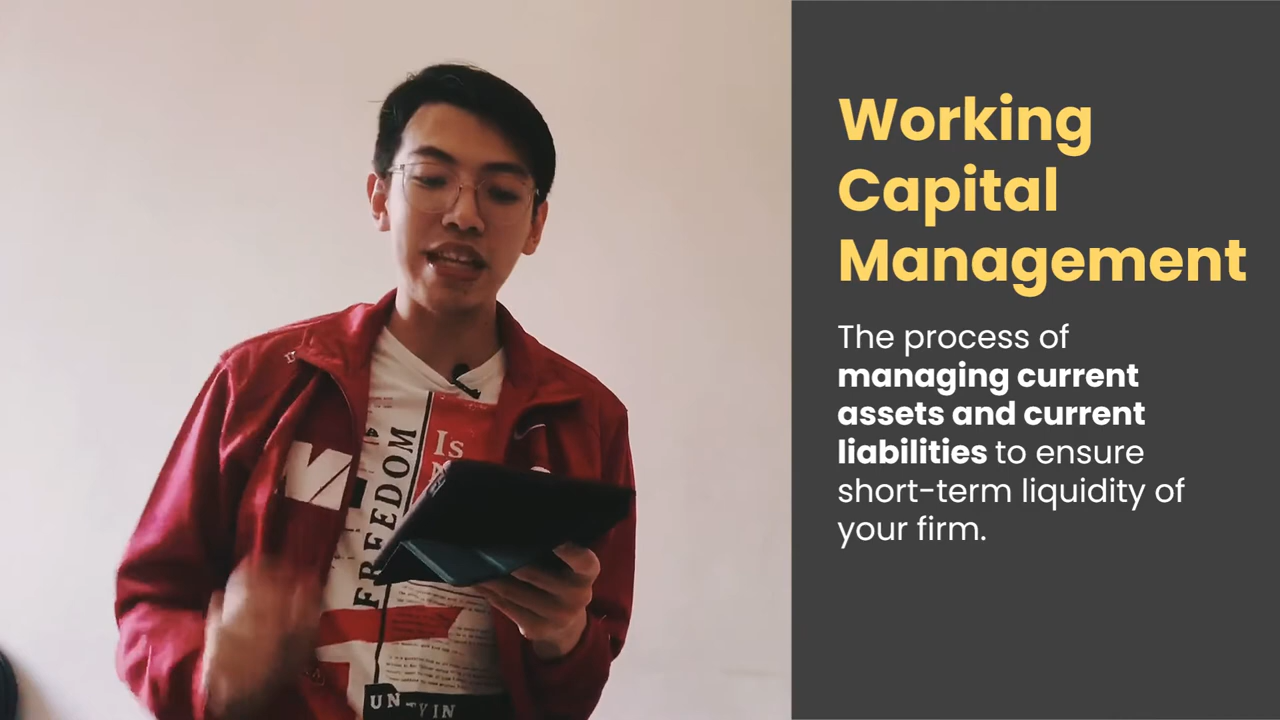 Working
Capital
Management
The process of
managing current
assets and current
liabilities to ensure
short-term liquidity of
your firm.
FREEDOM
Is